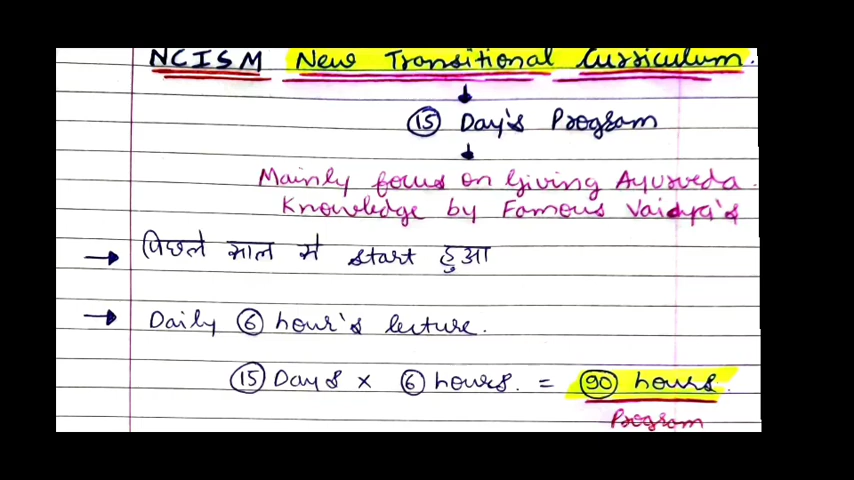 NCISM New Transitional Curriculum.
15 Day's Program
Mainly focus on Giving Ayurveda.
Knowledge by Famous Vaidya's
→ पिछले साल से start हुआ
→ Daily 6 hour's lecture.
15 Days × 6 hours. = 90 hours.
Program